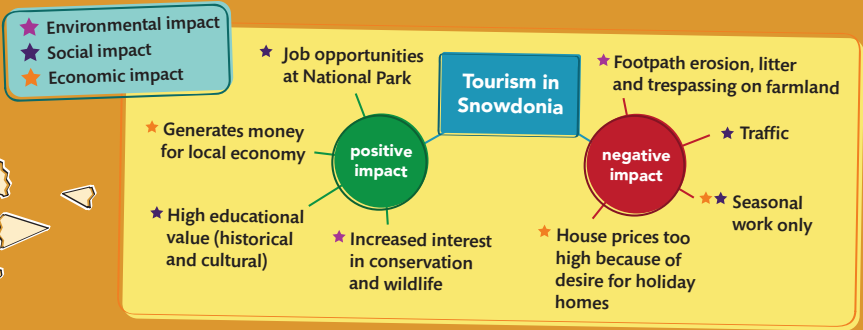 Environmental impact
Social impact
Economic impact
Tourism in
Snowdonia
positive
impact
Job opportunities
at National Park
Generates money
for local economy
High educational
value (historical
and cultural)
Increased interest
in conservation
and wildlife
negative
impact
Footpath erosion, litter
and trespassing on farmland
Traffic
Seasonal
work only
House prices too
high because of
desire for holiday
homes